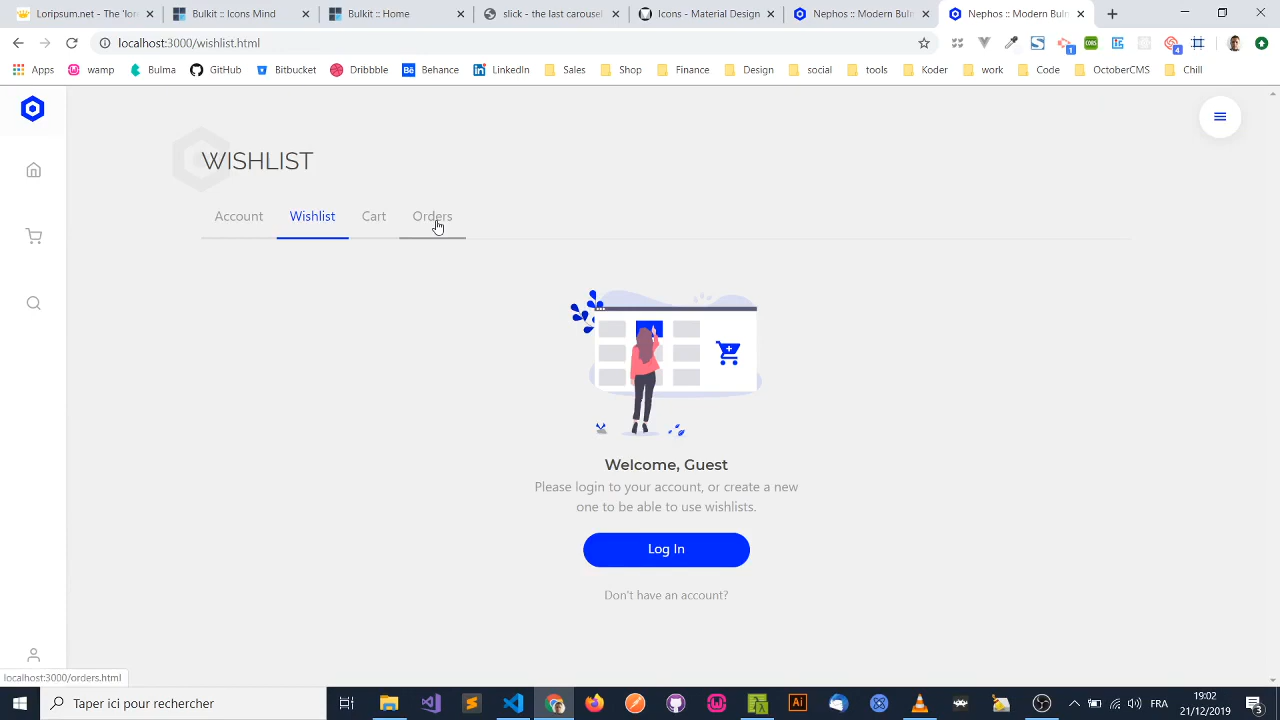 Loripsum.net - The 'lor
Bulkit :: Nephos Mind
Bulkit :: Home
slick - the last carousel
Icons - Material Design
Nephos :: Modern Bulm
Nephos :: Modern Bulm
localhost:3000/wishlist.html
Apps
wamp
Bulma
GitHub
Bitbucket
Dribbble
Behance
LinkedIn
Sales
Shop
Finance
Design
social
tools
Koder
work
Code
OctoberCMS
Chill
WISHLIST
Account
Wishlist
Cart
Orders
Welcome, Guest
Please login to your account, or create a new
one to be able to use wishlists.
Log In
Don't have an account?
localhost:3000/orders.html
Taper ici pour rechercher
FRA
19:02
21/12/2019